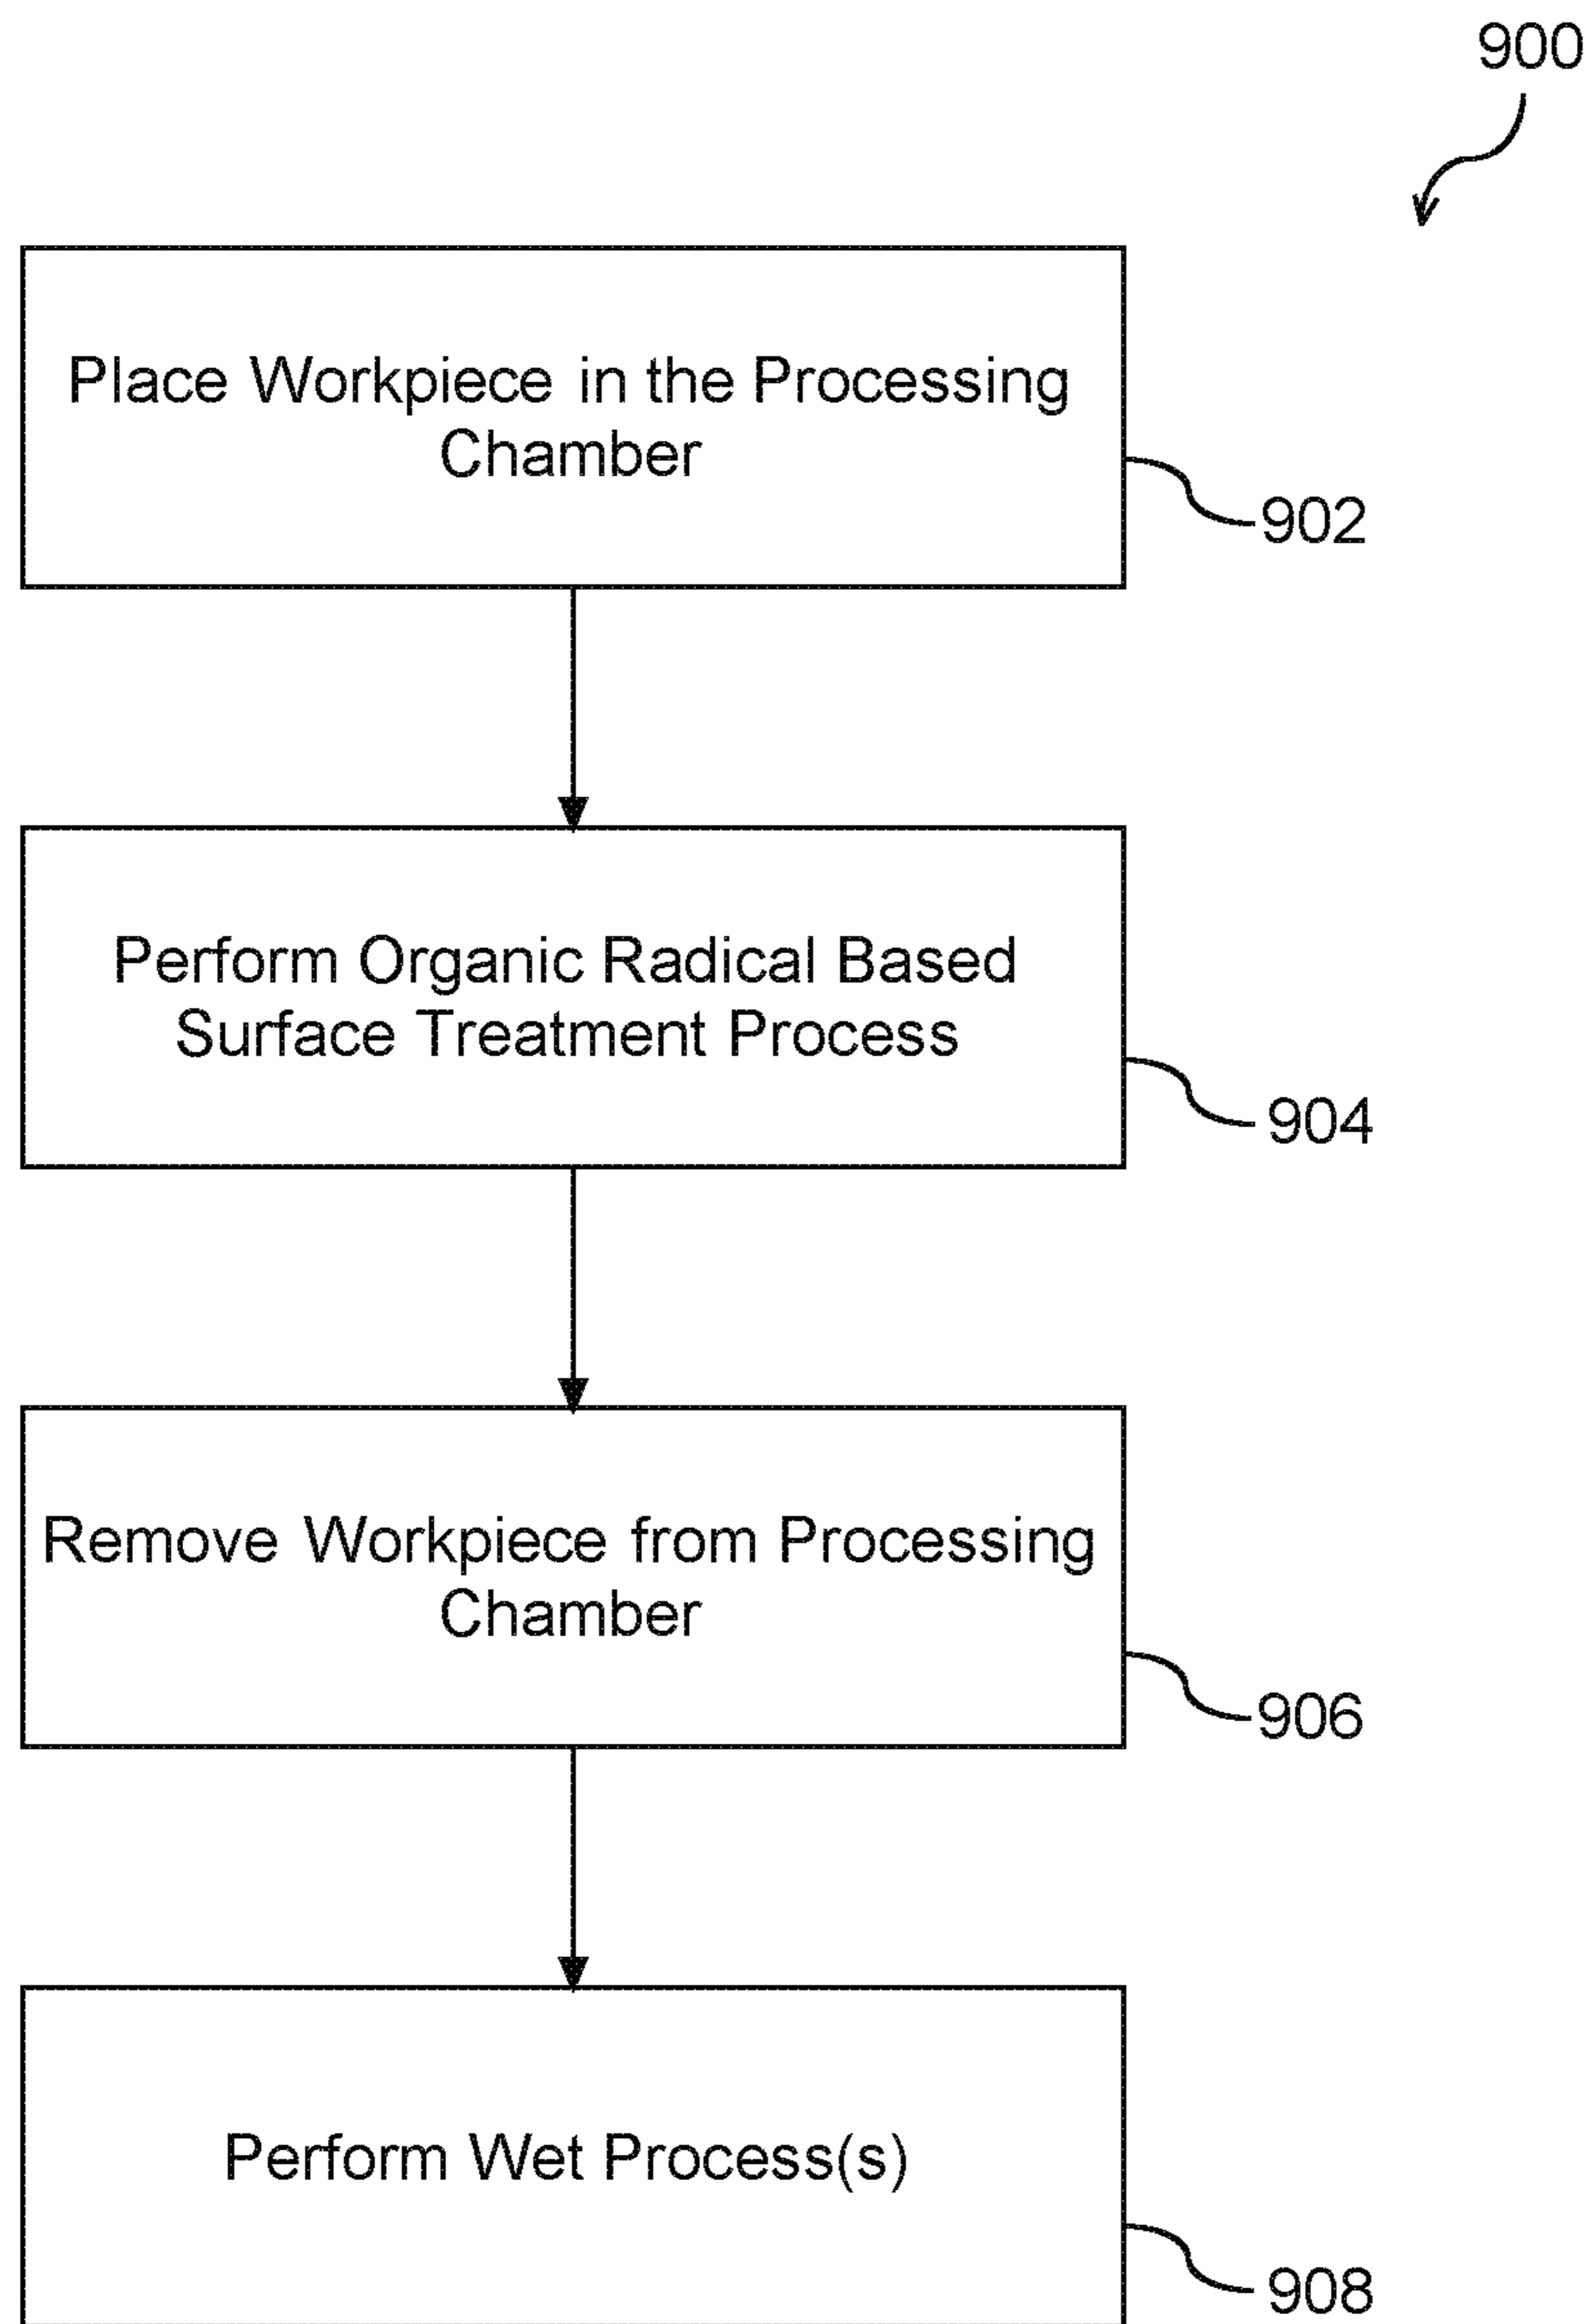 900
Place Workpiece in the Processing
Chamber
902
Perform Organic Radical Based
Surface Treatment Process
904
Remove Workpiece from Processing
Chamber
906
Perform Wet Process(s)
908